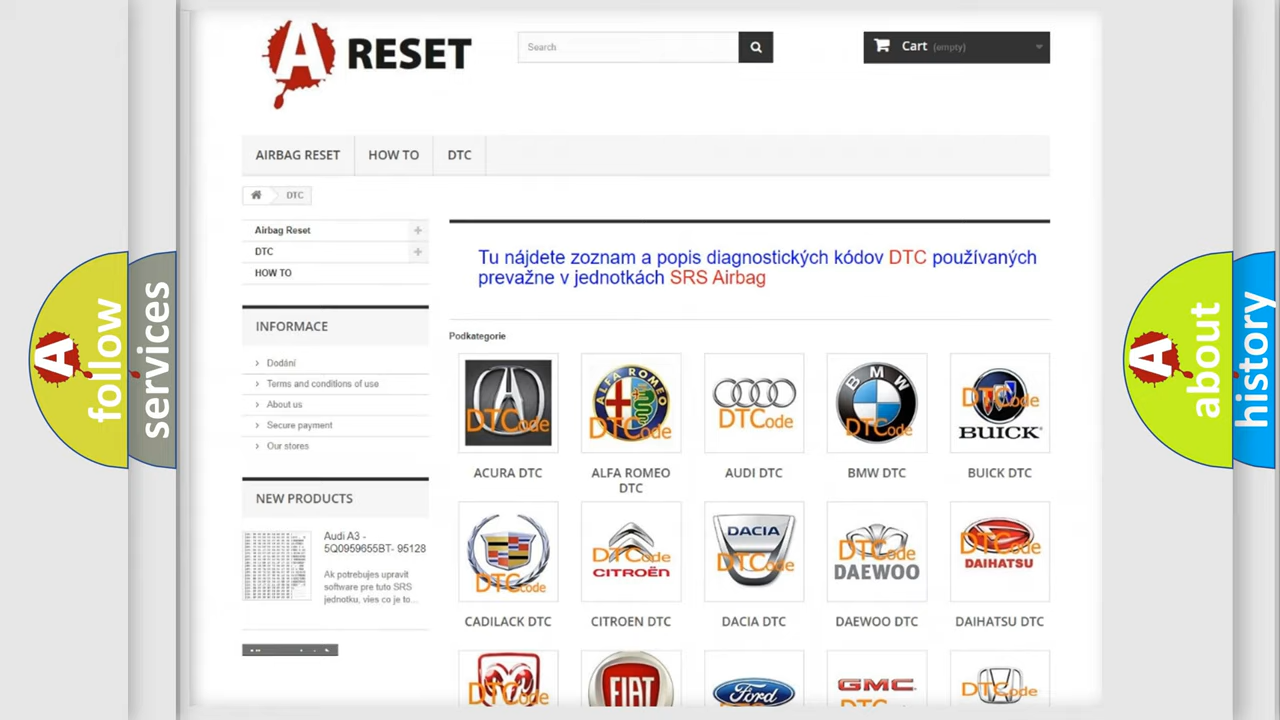 A RESET
Search
Cart (empty)
AIRBAG RESET
HOW TO
DTC
DTC
Airbag Reset
DTC
HOW TO
Tu nájdete zoznam a popis diagnostických kódov DTC používaných
prevažne v jednotkách SRS Airbag
INFORMACE
Dodání
Terms and conditions of use
About us
Secure payment
Our stores
NEW PRODUCTS
Audi A3 -
5Q0959655BT- 95128
Ak potrebujes upravit
software pre tuto SRS
jednotku, vies co je to...
Podkategorie
DTCode
ALFA ROMEO
DTCode
DTCode
BMW
DTCode
DTCode
BUICK
ACURA DTC
ALFA ROMEO
DTC
AUDI DTC
BMW DTC
BUICK DTC
DTCode
DTCode
CITROËN
DACIA
DTCode
DTCode
DAEWOO
DTCode
DAIHATSU
CADILACK DTC
CITROEN DTC
DACIA DTC
DAEWOO DTC
DAIHATSU DTC
DTCode
FIAT
Ford
GMC
DTCode
A follow
services
A about
history